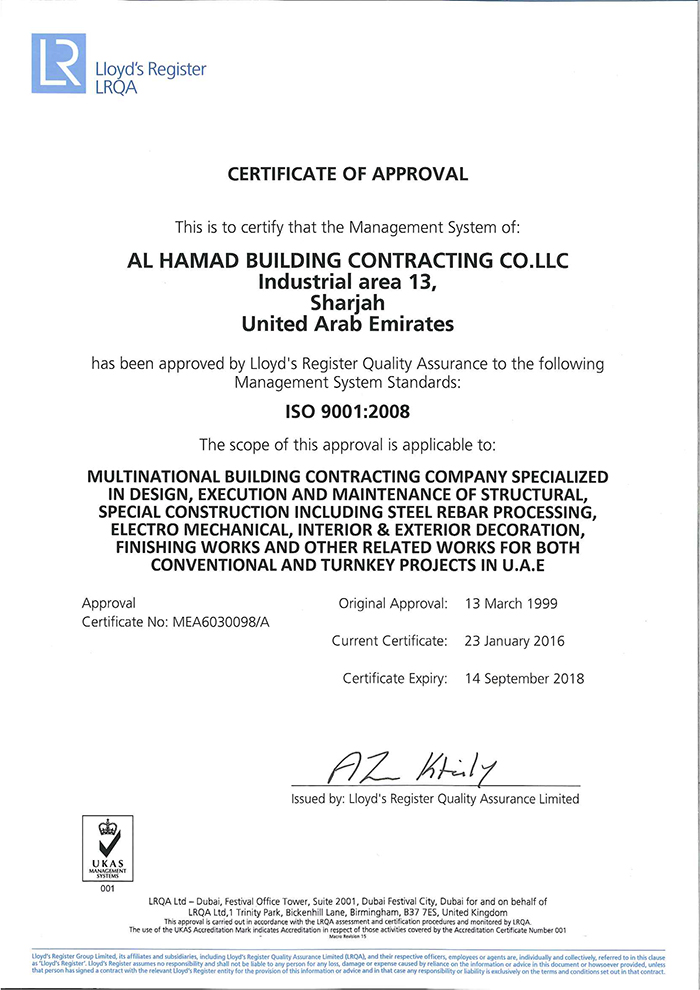 LR
Lloyd's Register
LRQA
CERTIFICATE OF APPROVAL
This is to certify that the Management System of:
AL HAMAD BUILDING CONTRACTING CO.LLC
Industrial area 13,
Sharjah
United Arab Emirates
has been approved by Lloyd's Register Quality Assurance to the following
Management System Standards:
ISO 9001:2008
The scope of this approval is applicable to:
MULTINATIONAL BUILDING CONTRACTING COMPANY SPECIALIZED
IN DESIGN, EXECUTION AND MAINTENANCE OF STRUCTURAL,
SPECIAL CONSTRUCTION INCLUDING STEEL REBAR PROCESSING,
ELECTRO MECHANICAL, INTERIOR & EXTERIOR DECORATION,
FINISHING WORKS AND OTHER RELATED WORKS FOR BOTH
CONVENTIONAL AND TURNKEY PROJECTS IN U.A.E
Approval
Certificate No: MEA6030098/A
Original Approval: 13 March 1999
Current Certificate: 23 January 2016
Certificate Expiry: 14 September 2018
Issued by: Lloyd's Register Quality Assurance Limited
UKAS
MANAGEMENT
SYSTEMS
001
LRQA Ltd – Dubai, Festival Office Tower, Suite 2001, Dubai Festival City, Dubai for and on behalf of
LRQA Ltd,1 Trinity Park, Bickenhill Lane, Birmingham, B37 7ES, United Kingdom
This approval is carried out in accordance with the LRQA assessment and certification procedures and monitored by LRQA.
The use of the UKAS Accreditation Mark indicates Accreditation in respect of those activities covered by the Accreditation Certificate Number 001
Macro Revision 15
Lloyd's Register Group Limited, its affiliates and subsidiaries, including Lloyd's Register Quality Assurance Limited (LRQA), and their respective officers, employees or agents are, individually and collectively, referred to in this clause
as 'Lloyd's Register'. Lloyd's Register assumes no responsibility and shall not be liable to any person for any loss, damage or expense caused by reliance on the information or advice in this document or howsoever provided, unless
that person has signed a contract with the relevant Lloyd's Register entity for the provision of this information or advice and in that case any responsibility or liability is exclusively on the terms and conditions set out in that contract.